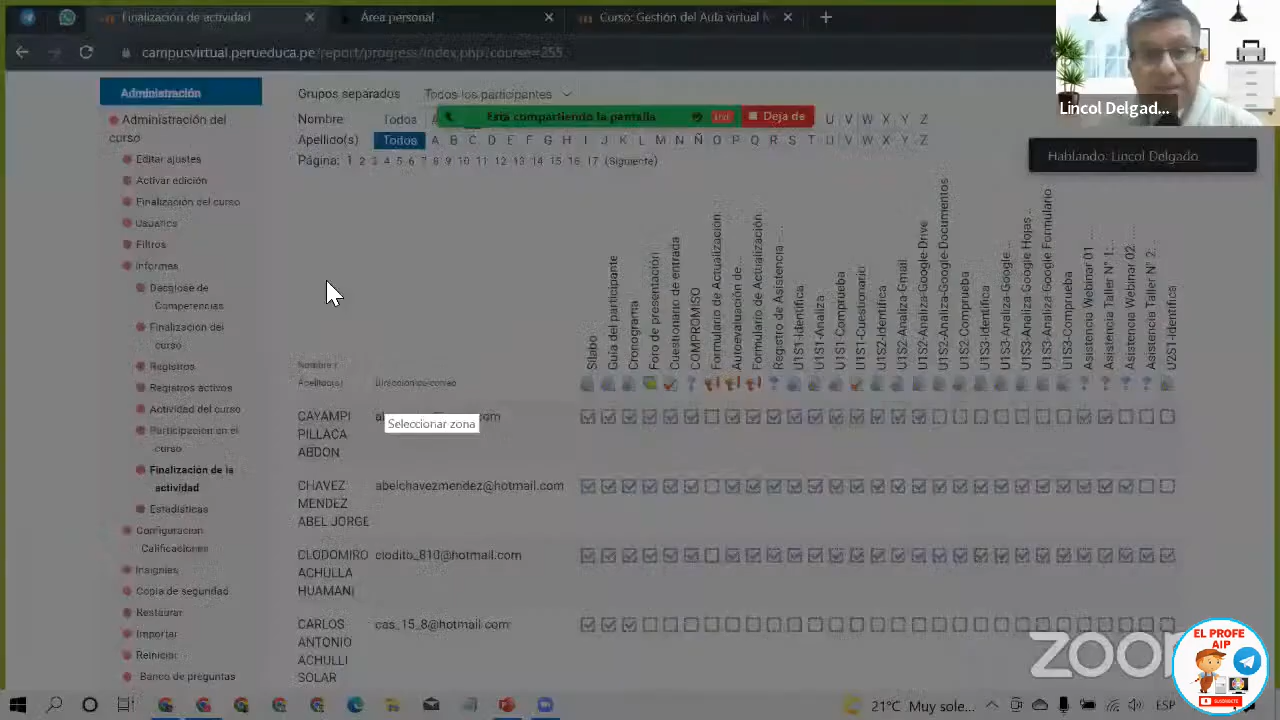 Finalización de actividad
Área personal
Curso: Gestión del Aula virtual
campusvirtual.perueduca.pe/report/progress/index.php?course=255
Lincol Delgad...
Hablando: Lincol Delgado
Administración
Administración del
curso
Editar ajustes
Activar edición
Finalización del curso
Usuarios
Filtros
Informes
Desglose de
Competencias
Finalización del
curso
Registros
Registros activos
Actividad del curso
Participación en el
curso
Finalización de la
actividad
Estadísticas
Configuración
Calificaciones
Insignias
Copia de seguridad
Restaurar
Importar
Reiniciar
Banco de preguntas
Grupos separados Todos los participantes
Está compartiendo la pantalla
Deja de
Nombre Todos A U V W X Y Z
Apellido(s) Todos A B C D E F G H I J K L M N Ñ O P Q R S T U V W X Y Z
Página: 1 2 3 4 5 6 7 8 9 10 11 12 13 14 15 16 17 (Siguiente)
Sílabo
Guía del participante
Cronograma
Foro de presentación
Cuestionario de entrada
COMPROMISO
Formulario de Actualización
Autoevaluación de...
Formulario de Actualización
Registro de Asistencia ...
U1S1-Identifica
U1S1-Analiza
U1S1-Comprueba
U1S1-Cuestionario
U1S2-Identifica
U1S2-Analiza-Gmail
U1S2-Analiza-Google-Drive
U1S2-Analiza-Google-Documentos
U1S2-Comprueba
U1S3-Identifica
U1S3-Analiza-Google...
U1S3-Analiza-Google Hojas ..
U1S3-Analiza-Google Formulario
U1S3-Comprueba
Asistencia Webinar 01 ...
Asistencia Taller N° 1:...
Asistencia Webinar 02...
Asistencia Taller N° 2...
U2S1-Identifica
Nombre /
Apellido(s)
Dirección de correo
CAYAMPI
PILLACA
ABDON
Seleccionar zona
CHAVEZ abelchavezmendez@hotmail.com
MENDEZ
ABEL JORGE
CLODOMIRO clodito_810@hotmail.com
ACHULLA
HUAMANI
CARLOS cas_15_8@hotmail.com
ANTONIO
ACHULLI
SOLAR
zoom
EL PROFE
AIP
SUSCRÍBETE
21°C Muy sole...
ESP